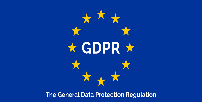 GDPR
The General Data Protection Regulation